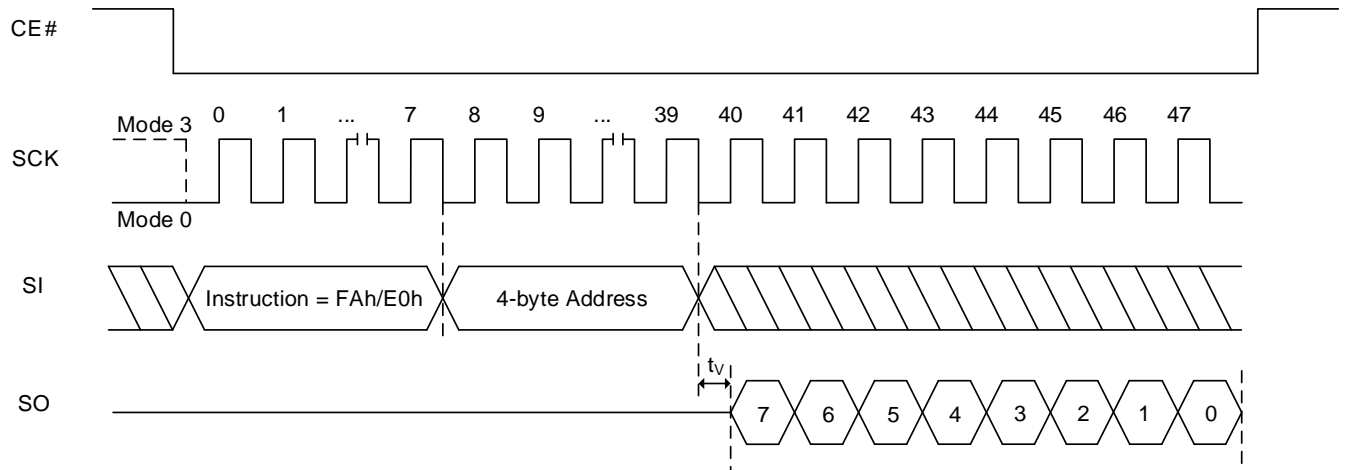 CE#
Mode 3 0 1 ... 7 8 9 ... 39 40 41 42 43 44 45 46 47
SCK
Mode 0
SI Instruction = FAh/E0h 4-byte Address
tV
SO 7 6 5 4 3 2 1 0